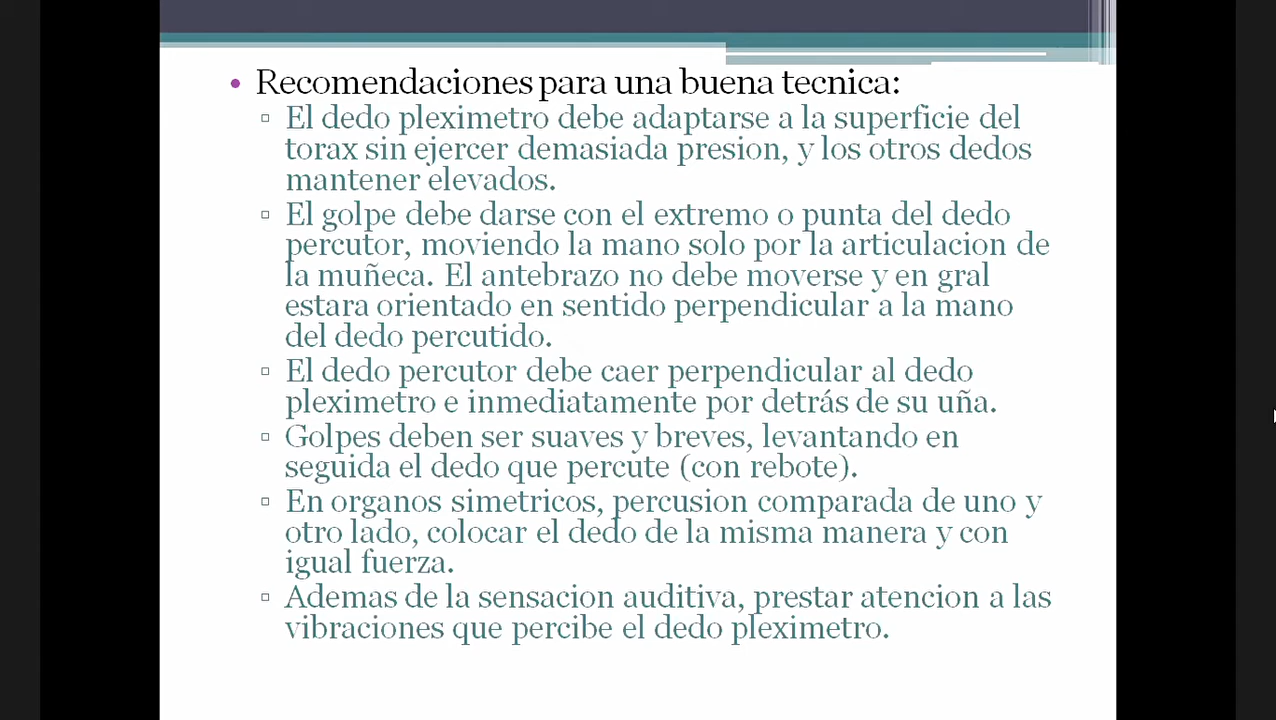 • Recomendaciones para una buena tecnica:
▫ El dedo pleximetro debe adaptarse a la superficie del
torax sin ejercer demasiada presion, y los otros dedos
mantener elevados.
▫ El golpe debe darse con el extremo o punta del dedo
percutor, moviendo la mano solo por la articulacion de
la muñeca. El antebrazo no debe moverse y en gral
estara orientado en sentido perpendicular a la mano
del dedo percutido.
▫ El dedo percutor debe caer perpendicular al dedo
pleximetro e inmediatamente por detrás de su uña.
▫ Golpes deben ser suaves y breves, levantando en
seguida el dedo que percute (con rebote).
▫ En organos simetricos, percusion comparada de uno y
otro lado, colocar el dedo de la misma manera y con
igual fuerza.
▫ Ademas de la sensacion auditiva, prestar atencion a las
vibraciones que percibe el dedo pleximetro.